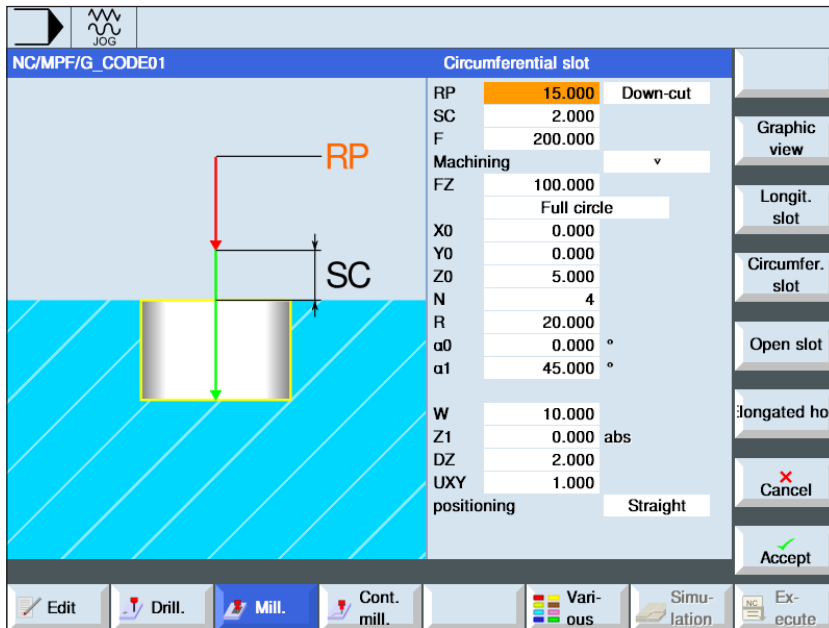 JOG
NC/MPF/G_CODE01
Circumferential slot
RP
SC
RP 15.000 Down-cut
SC 2.000
F 200.000
Machining v
FZ 100.000
Full circle
X0 0.000
Y0 0.000
Z0 5.000
N 4
R 20.000
α0 0.000 °
α1 45.000 °
W 10.000
Z1 0.000 abs
DZ 2.000
UXY 1.000
positioning Straight
Graphic
view
Longit.
slot
Circumfer.
slot
Open slot
Elongated ho
Cancel
Accept
Edit
Drill.
Mill.
Cont.
mill.
Vari-
ous
Simu-
lation
NC
Ex-
ecute